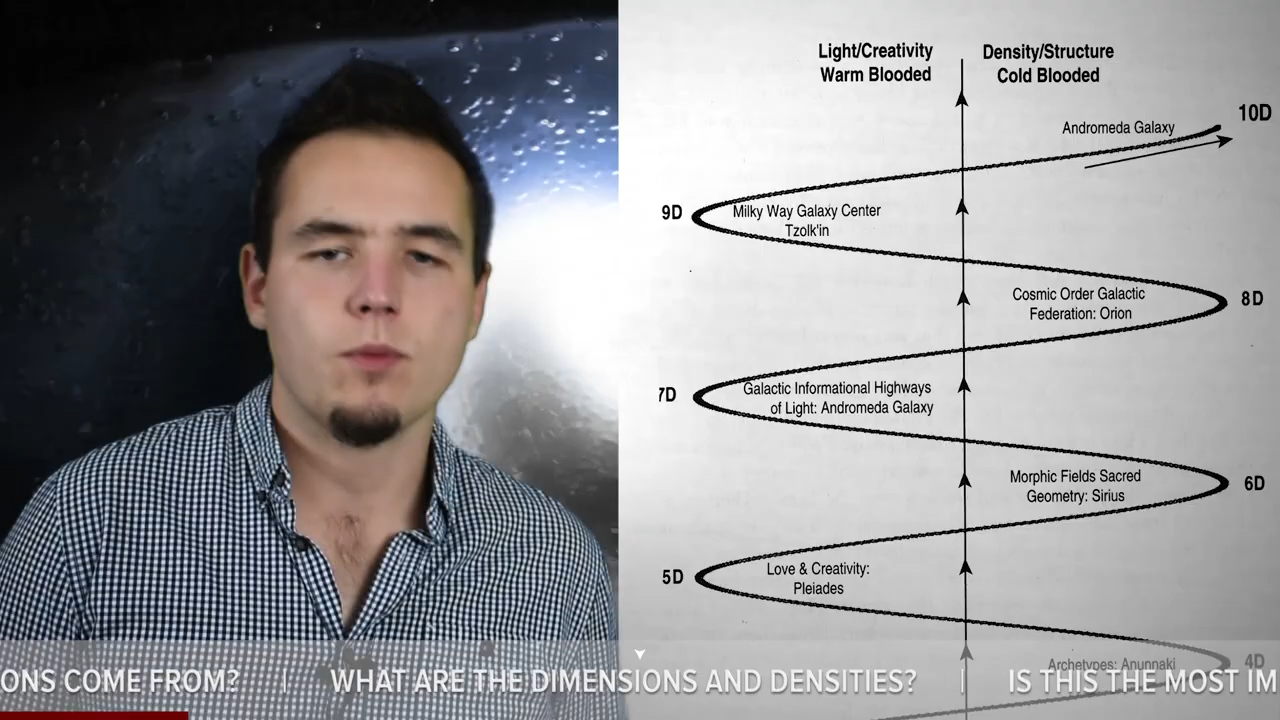 Light/Creativity
Warm Blooded
Density/Structure
Cold Blooded
10D
Andromeda Galaxy
9D
Milky Way Galaxy Center
Tzolk'in
8D
Cosmic Order Galactic
Federation: Orion
7D
Galactic Informational Highways
of Light: Andromeda Galaxy
Morphic Fields Sacred
Geometry: Sirius
6D
5D
Love & Creativity:
Pleiades
Archetypes: Anunnaki
4D
ONS COME FROM? | WHAT ARE THE DIMENSIONS AND DENSITIES? | IS THIS THE MOST IM